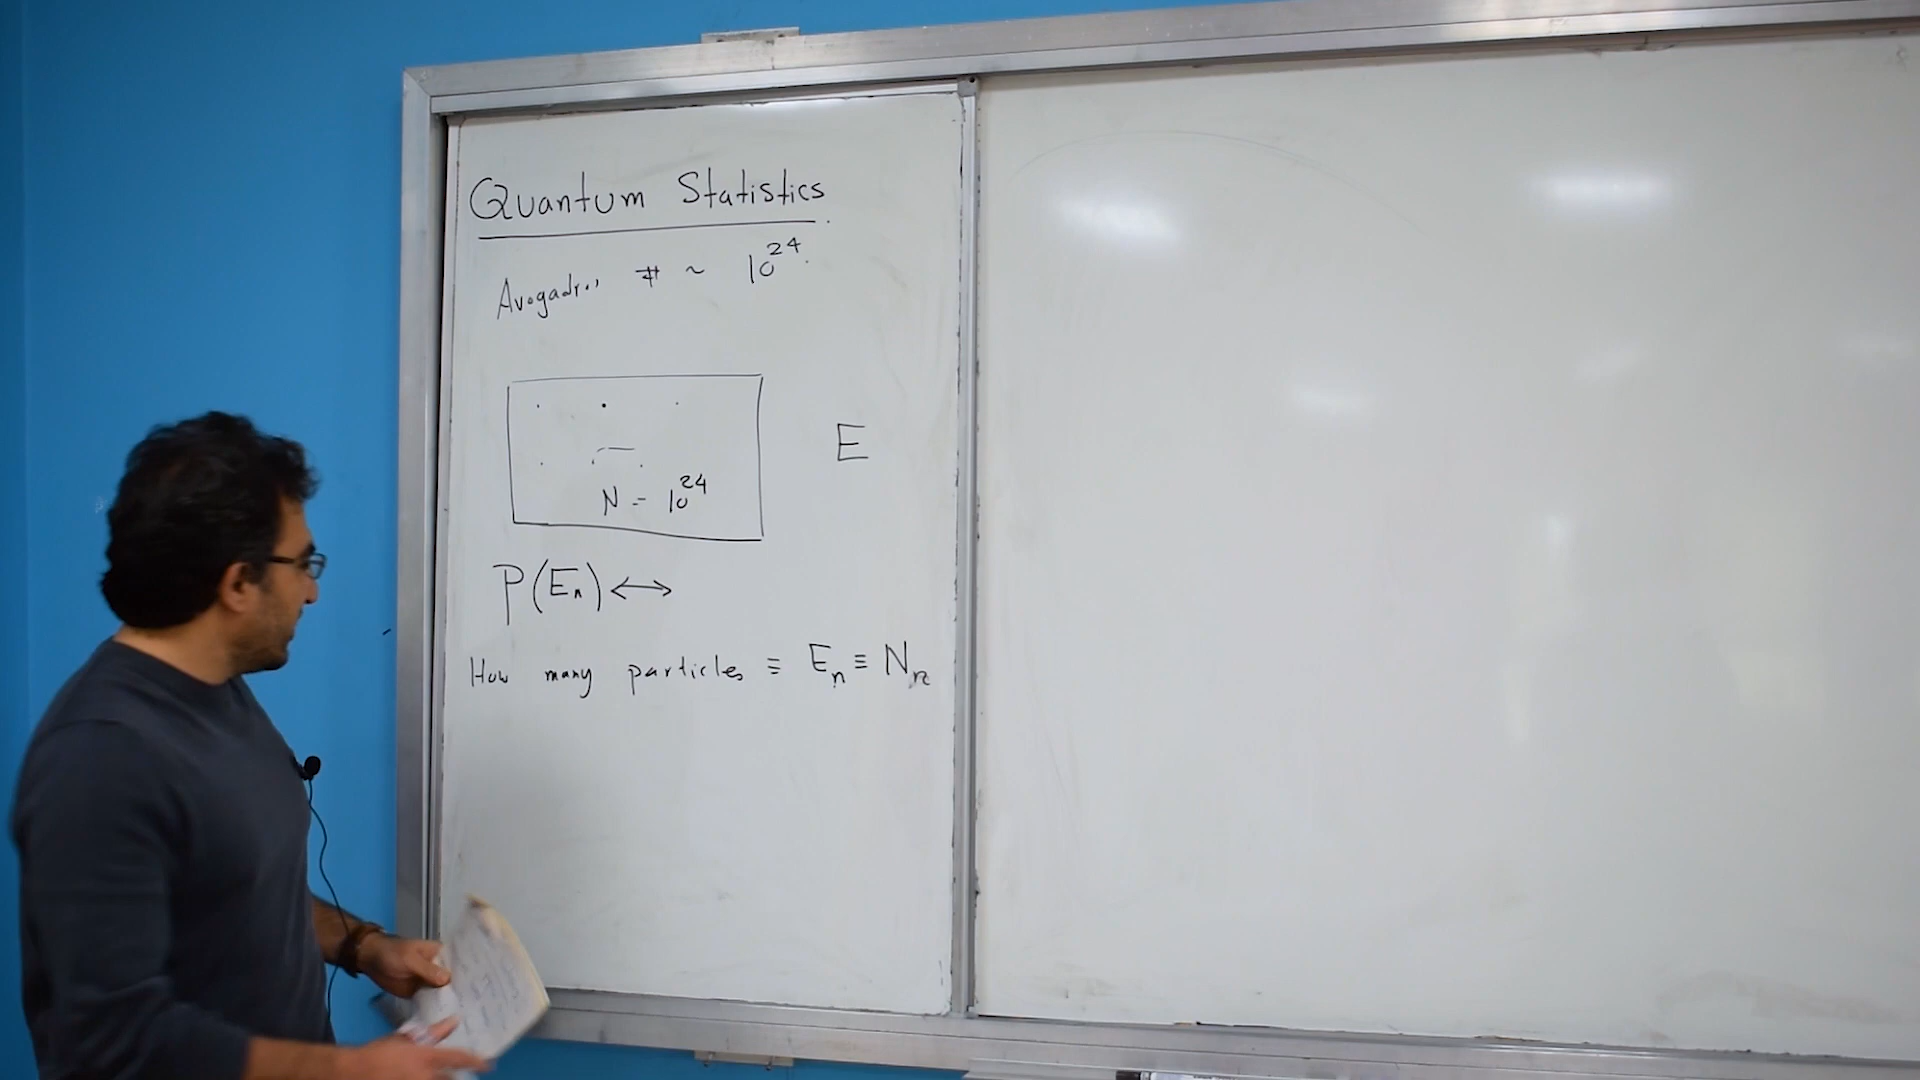 Quantum Statistics
Avogadro's # ~ 10^24.
E
N = 10^24
P(En) ↔
How many particles ≡ En ≡ Nn